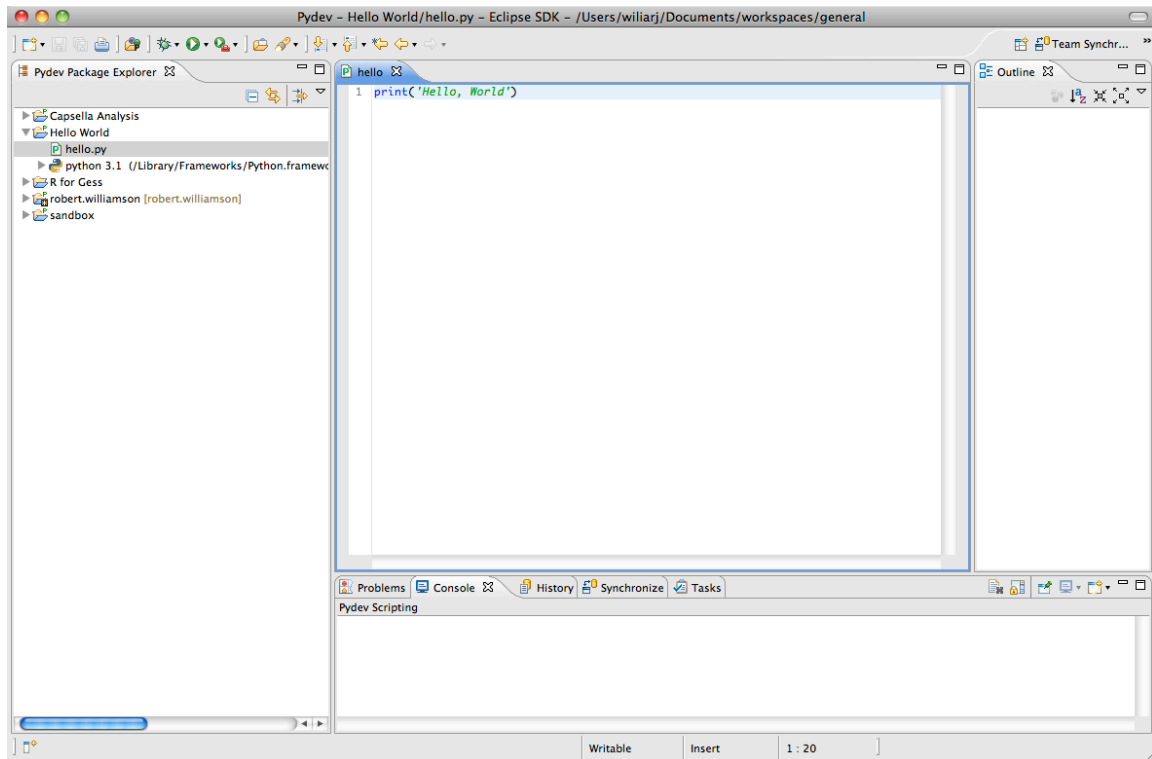 Pydev – Hello World/hello.py – Eclipse SDK – /Users/wiliarj/Documents/workspaces/general
Team Synchr... »
Pydev Package Explorer
Capsella Analysis
Hello World
hello.py
python 3.1 (/Library/Frameworks/Python.framewo
R for Gess
robert.williamson [robert.williamson]
sandbox
hello
1 print('Hello, World')
Outline
Problems Console History Synchronize Tasks
Pydev Scripting
Writable Insert 1 : 20